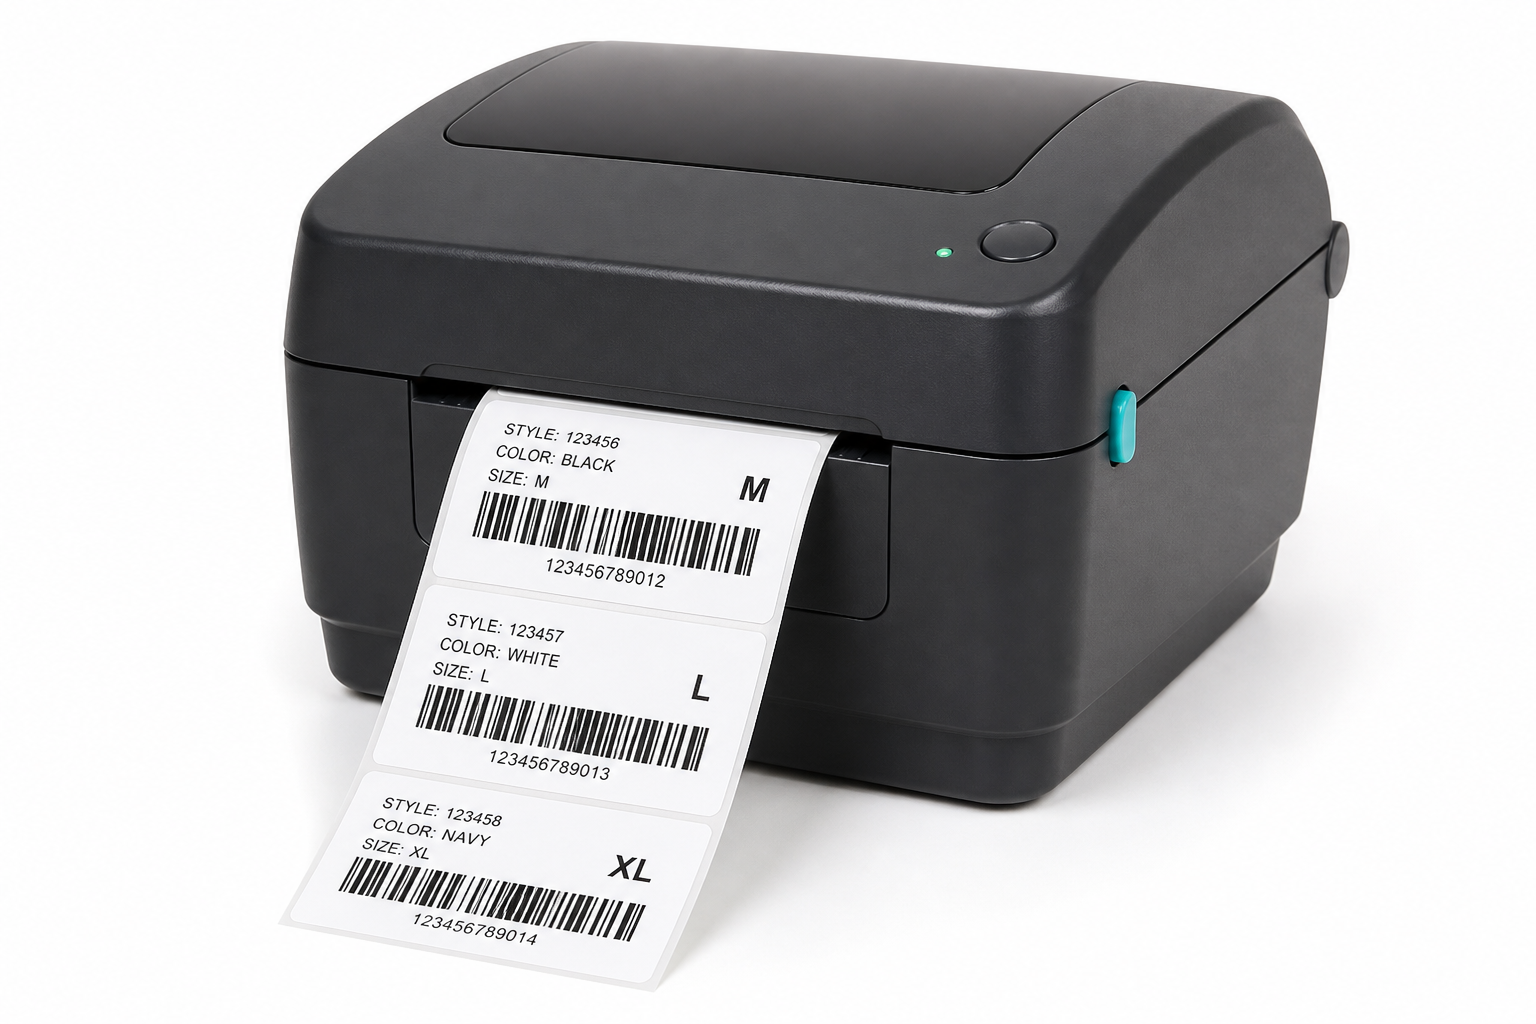 STYLE: 123456
COLOR: BLACK
SIZE: M
M
123456789012
STYLE: 123457
COLOR: WHITE
SIZE: L
L
123456789013
STYLE: 123458
COLOR: NAVY
SIZE: XL
XL
123456789014